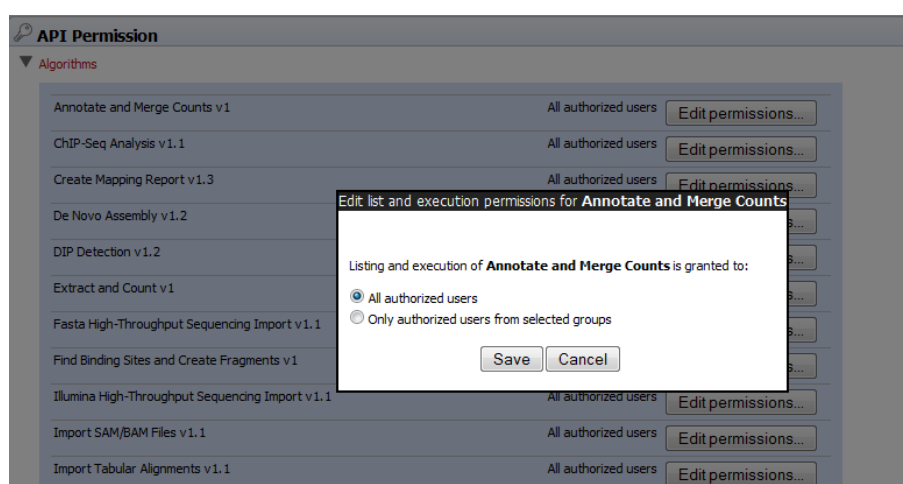 API Permission
Algorithms
Annotate and Merge Counts v1 All authorized users Edit permissions...
ChIP-Seq Analysis v1.1 All authorized users Edit permissions...
Create Mapping Report v1.3 All authorized users Edit permissions...
Edit list and execution permissions for Annotate and Merge Counts
De Novo Assembly v1.2
DIP Detection v1.2
Listing and execution of Annotate and Merge Counts is granted to:
Extract and Count v1
All authorized users
Only authorized users from selected groups
Fasta High-Throughput Sequencing Import v1.1
Find Binding Sites and Create Fragments v1
Save Cancel
Illumina High-Throughput Sequencing Import v1.1 All authorized users Edit permissions...
Import SAM/BAM Files v1.1 All authorized users Edit permissions...
Import Tabular Alignments v1.1 All authorized users Edit permissions...